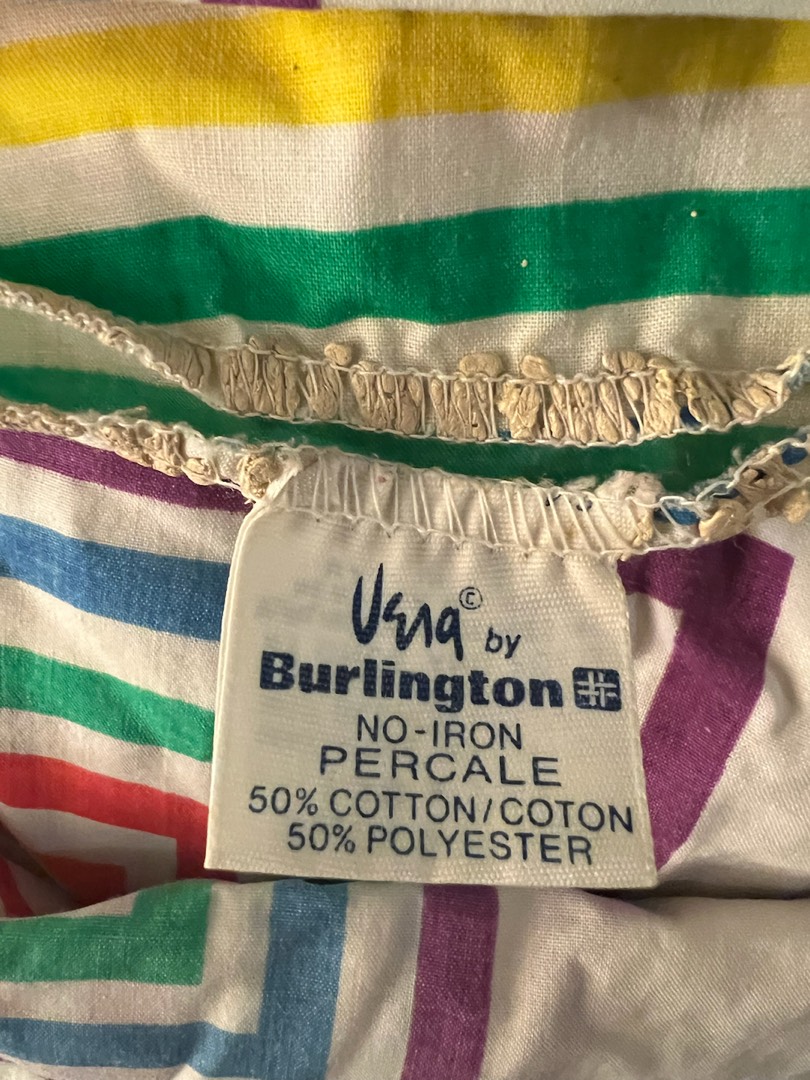 Vera © by
Burlington
NO-IRON
PERCALE
50% COTTON/COTON
50% POLYESTER